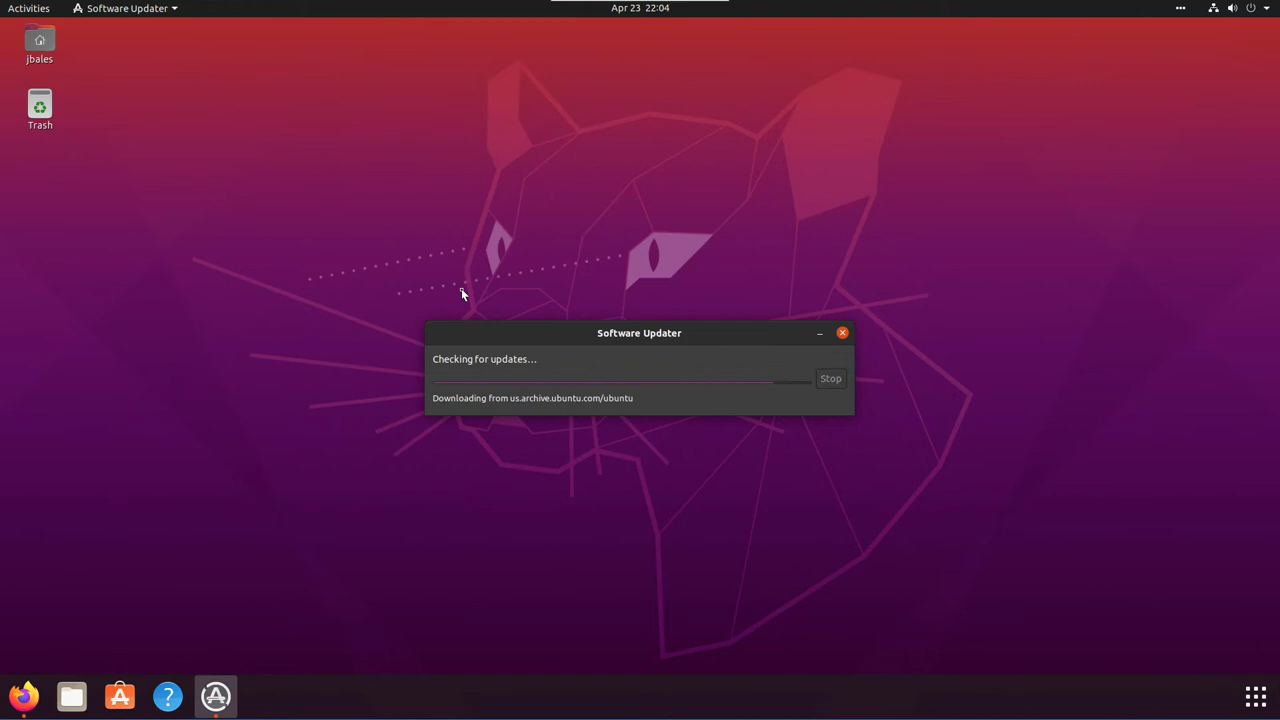 Activities
Software Updater
Apr 23 22:04
jbales
Trash
Software Updater
Checking for updates…
Stop
Downloading from us.archive.ubuntu.com/ubuntu